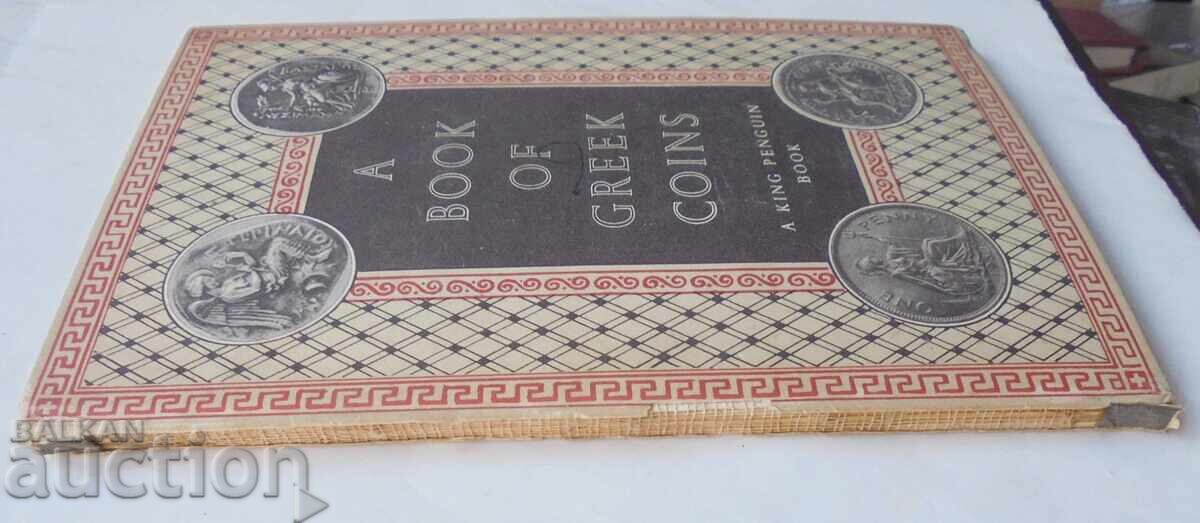 A
BOOK
OF
GREEK
COINS
A KING PENGUIN
BOOK
ONE PENNY
BALKAN
auction